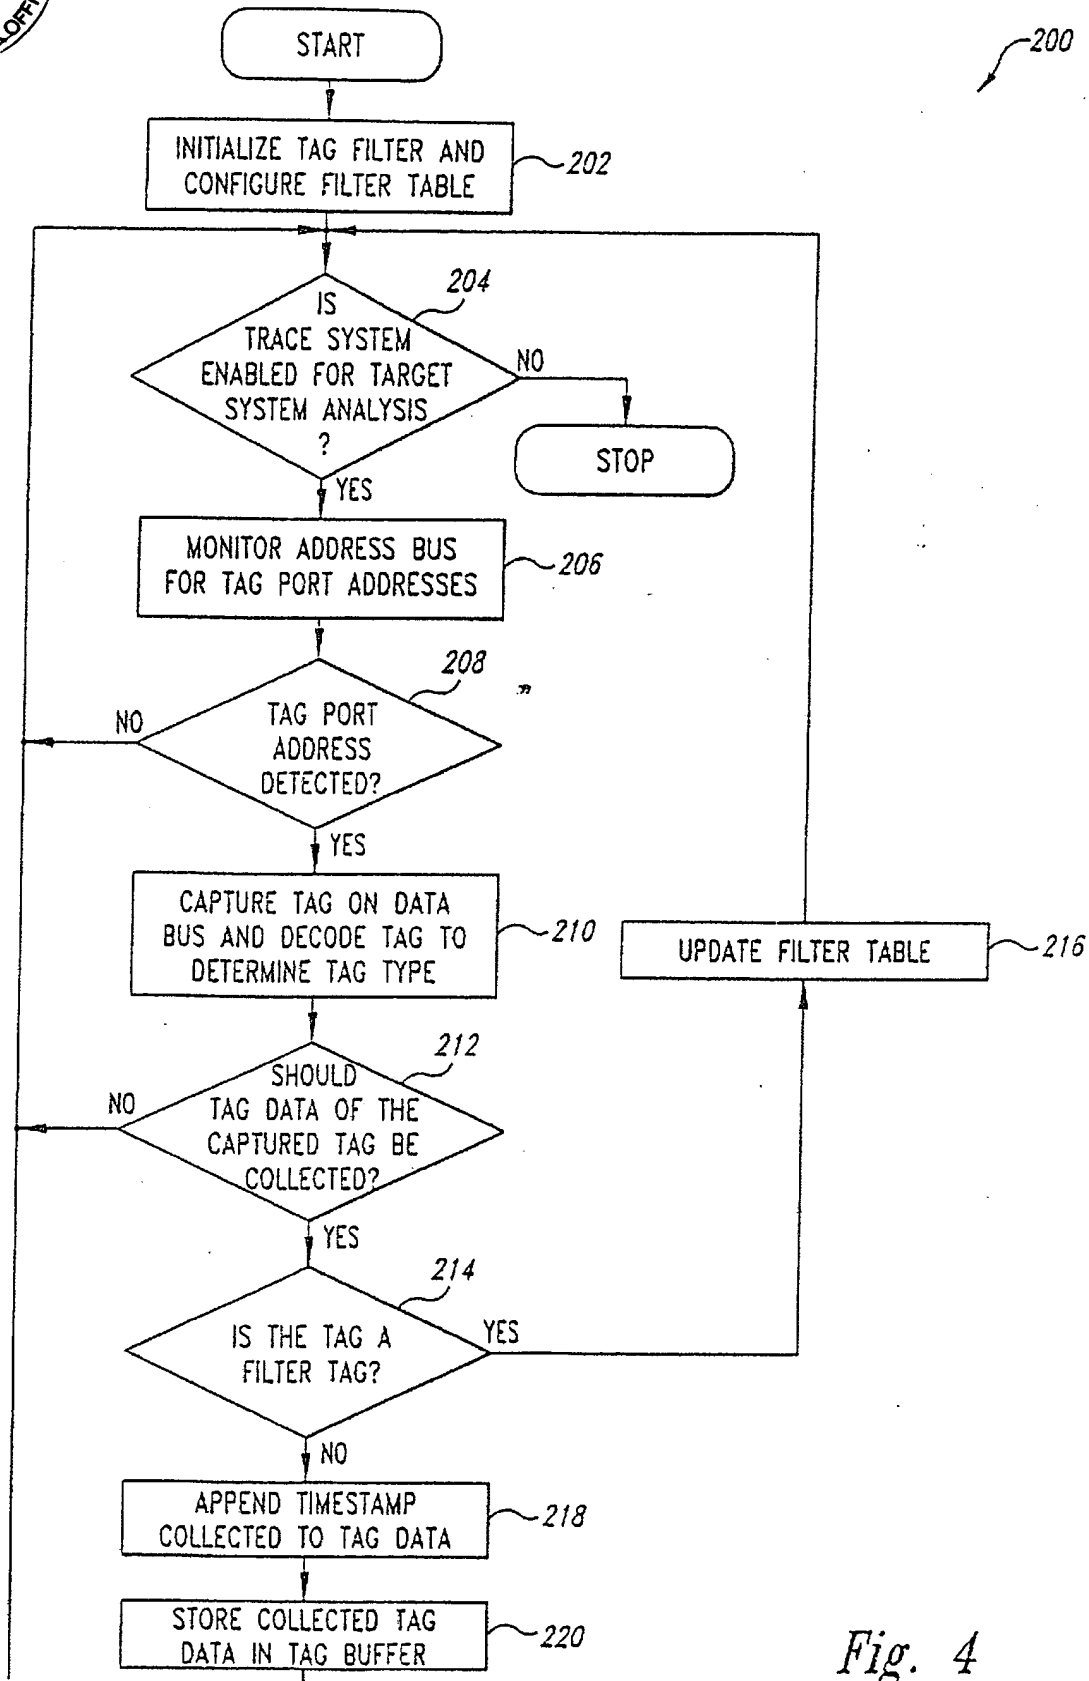 START
200
INITIALIZE TAG FILTER AND
CONFIGURE FILTER TABLE
202
204
IS
TRACE SYSTEM
ENABLED FOR TARGET
SYSTEM ANALYSIS
?
NO
STOP
YES
MONITOR ADDRESS BUS
FOR TAG PORT ADDRESSES
206
208
TAG PORT
ADDRESS
DETECTED?
NO
YES
CAPTURE TAG ON DATA
BUS AND DECODE TAG TO
DETERMINE TAG TYPE
210
UPDATE FILTER TABLE
216
212
SHOULD
TAG DATA OF THE
CAPTURED TAG BE
COLLECTED?
NO
YES
214
IS THE TAG A
FILTER TAG?
YES
NO
APPEND TIMESTAMP
COLLECTED TO TAG DATA
218
STORE COLLECTED TAG
DATA IN TAG BUFFER
220
Fig. 4